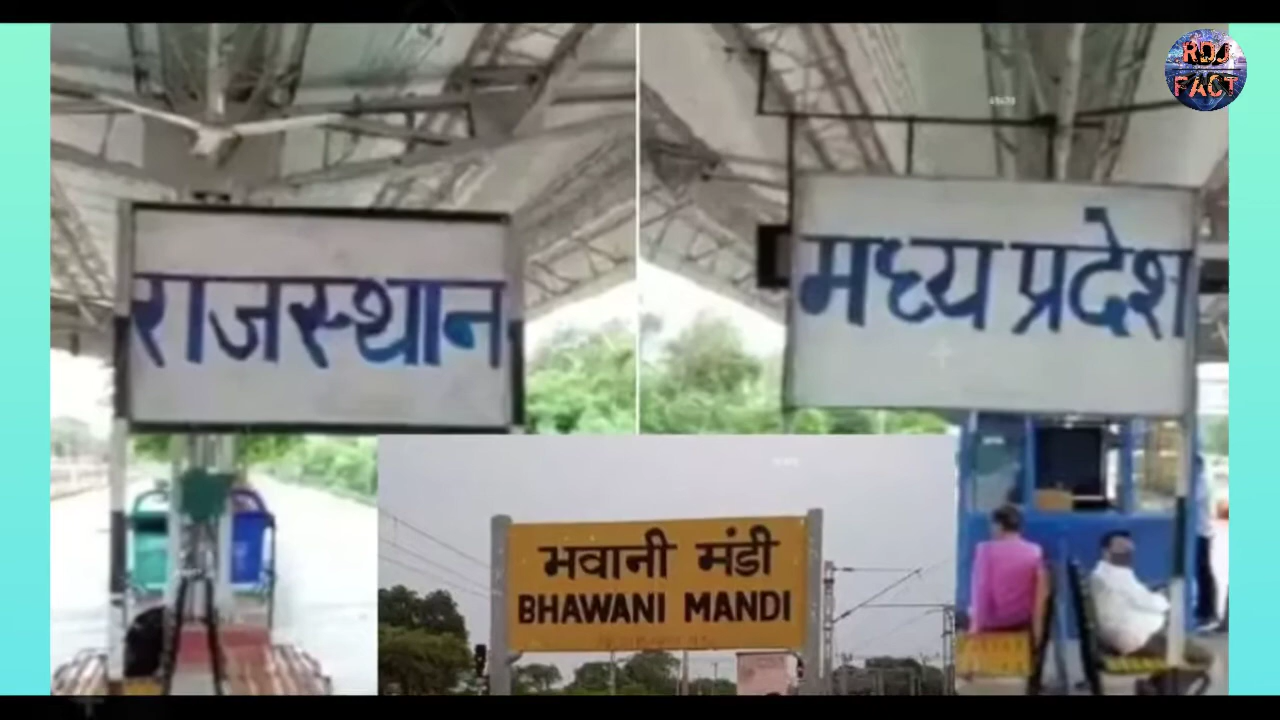 RDJ
FACT
राजस्थान
मध्य प्रदेश
भवानी मंडी
BHAWANI MANDI